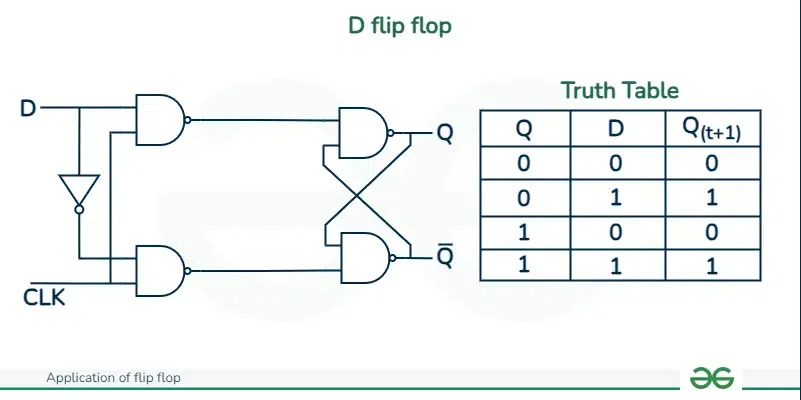 D flip flop
D
CLK
Q
Q̅
Truth Table
Q D Q(t+1)
0 0 0
0 1 1
1 0 0
1 1 1
Application of flip flop